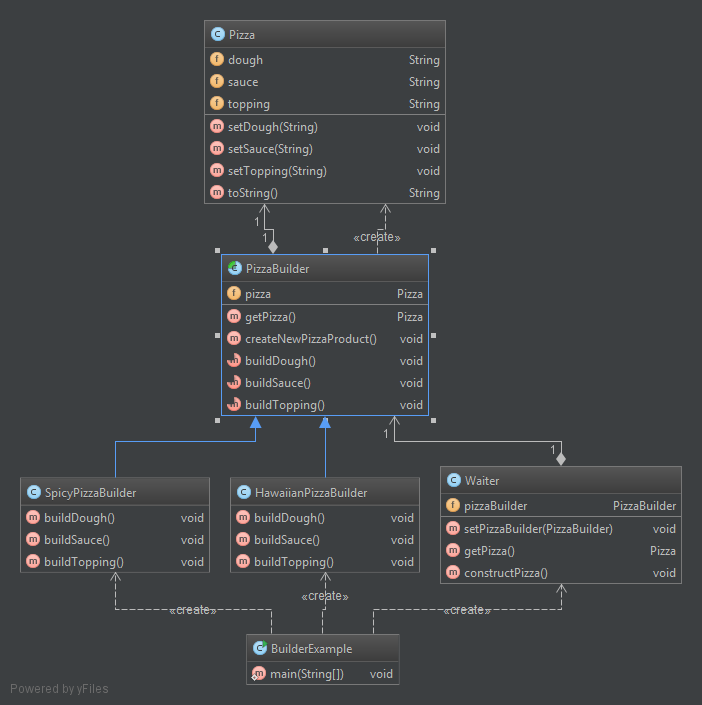 Pizza
dough String
sauce String
topping String
setDough(String) void
setSauce(String) void
setTopping(String) void
toString() String
1
1
«create»
PizzaBuilder
pizza Pizza
getPizza() Pizza
createNewPizzaProduct() void
buildDough() void
buildSauce() void
buildTopping() void
1
1
SpicyPizzaBuilder
buildDough() void
buildSauce() void
buildTopping() void
HawaiianPizzaBuilder
buildDough() void
buildSauce() void
buildTopping() void
Waiter
pizzaBuilder PizzaBuilder
setPizzaBuilder(PizzaBuilder) void
getPizza() Pizza
constructPizza() void
«create»
«create»
«create»
BuilderExample
main(String[]) void
Powered by yFiles